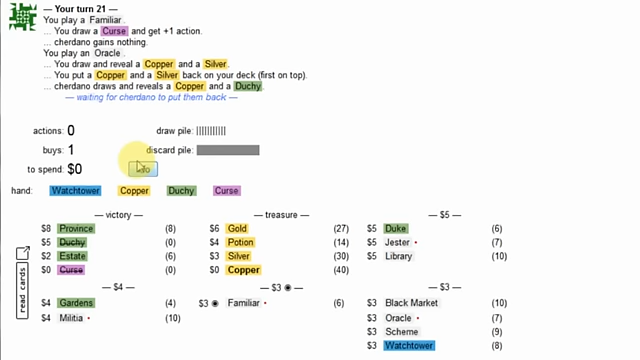 — Your turn 21 —
You play a Familiar.
... You draw a Curse and get +1 action.
... cherdano gains nothing.
You play an Oracle.
... You draw and reveal a Copper and a Silver.
... You put a Copper and a Silver back on your deck (first on top).
... cherdano draws and reveals a Copper and a Duchy.
— waiting for cherdano to put them back —
actions: 0 draw pile: |||||||||||
buys: 1 discard pile:
to spend: $0
hand: Watchtower Copper Duchy Curse
— victory — — treasure — — $5 —
$8 Province (8) $6 Gold (27) $5 Duke (6)
$5 Duchy (0) $4 Potion (14) $5 Jester (7)
$2 Estate (6) $3 Silver (30) $5 Library (10)
$0 Curse (0) $0 Copper (40)
read cards
— $4 — — $3 ◉ — — $3 —
$4 Gardens (4) $3 ◉ Familiar (6) $3 Black Market (10)
$4 Militia (10) $3 Oracle (7)
$3 Scheme (9)
$3 Watchtower (8)